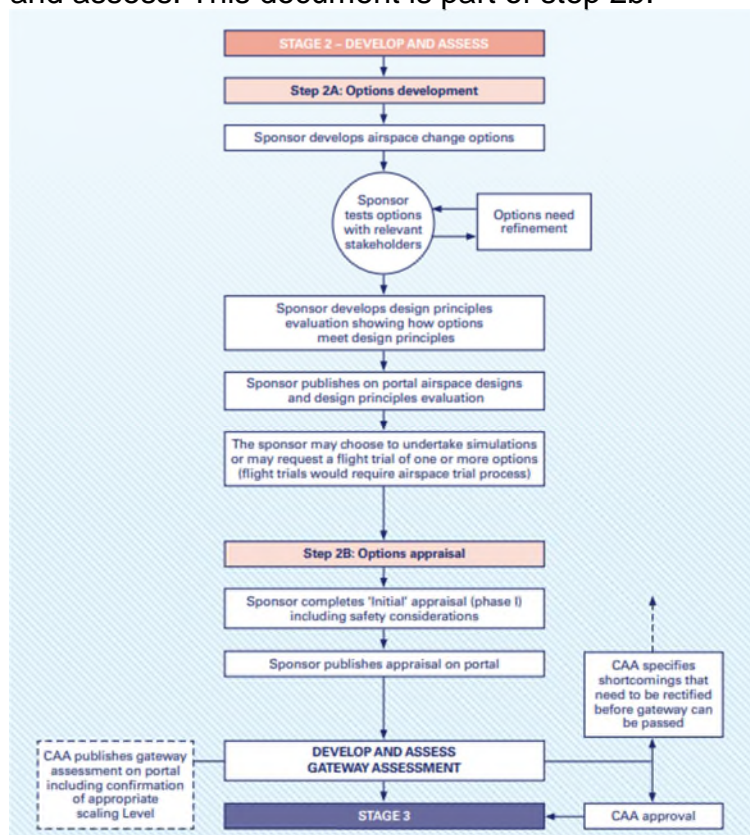 and assess. This document is part of step 2b.
STAGE 2 – DEVELOP AND ASSESS
Step 2A: Options development
Sponsor develops airspace change options
Sponsor
tests options
with relevant
stakeholders
Options need
refinement
Sponsor develops design principles
evaluation showing how options
meet design principles
Sponsor publishes on portal airspace designs
and design principles evaluation
The sponsor may choose to undertake simulations
or may request a flight trial of one or more options
(flight trials would require airspace trial process)
Step 2B: Options appraisal
Sponsor completes 'Initial' appraisal (phase I)
including safety considerations
Sponsor publishes appraisal on portal
CAA specifies
shortcomings that
need to be rectified
before gateway can
be passed
CAA publishes gateway
assessment on portal
including confirmation
of appropriate
scaling Level
DEVELOP AND ASSESS
GATEWAY ASSESSMENT
STAGE 3
CAA approval